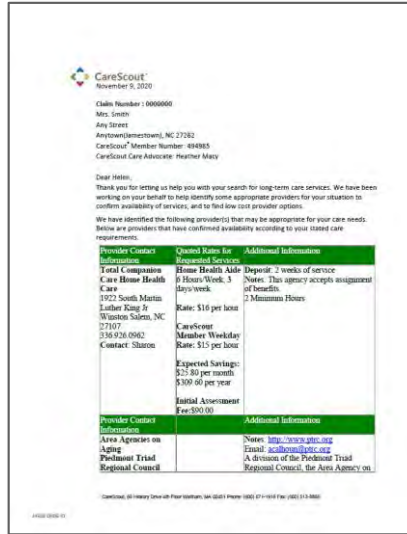 CareScout
November 9, 2020
Claim Number : 0000000
Mrs. Smith
Any Street
Anytown(Jamestown), NC 27282
CareScout Member Number: 494985
CareScout Care Advocate: Heather Macy
Dear Helen,
Thank you for letting us help you with your search for long-term care services. We have been
working on your behalf to help identify some appropriate providers for your situation to
confirm availability of services, and to find low cost provider options.
We have identified the following provider(s) that may be appropriate for your care needs.
Below are providers that have confirmed availability according to your stated care
requirements.
Provider Contact
Information
Quoted Rates for
Requested Services
Additional Information
Total Companion
Care Home Health
Care
1922 South Martin
Luther King Jr
Winston Salem, NC
27107
336.926.0962
Contact: Sharon
Home Health Aide
6 Hours/Week, 3
days/week
Rate: $16 per hour
CareScout
Member Weekday
Rate: $15 per hour
Expected Savings:
$25.80 per month
$309.60 per year
Initial Assessment
Fee:$90.00
Deposit: 2 weeks of service
Notes: This agency accepts assignment
of benefits.
2 Minimum Hours
Provider Contact
Information
Additional Information
Area Agencies on
Aging
Piedmont Triad
Regional Council
Notes: http://www.ptrc.org
Email: acalhoun@ptrc.org
A division of the Piedmont Triad
Regional Council, the Area Agency on